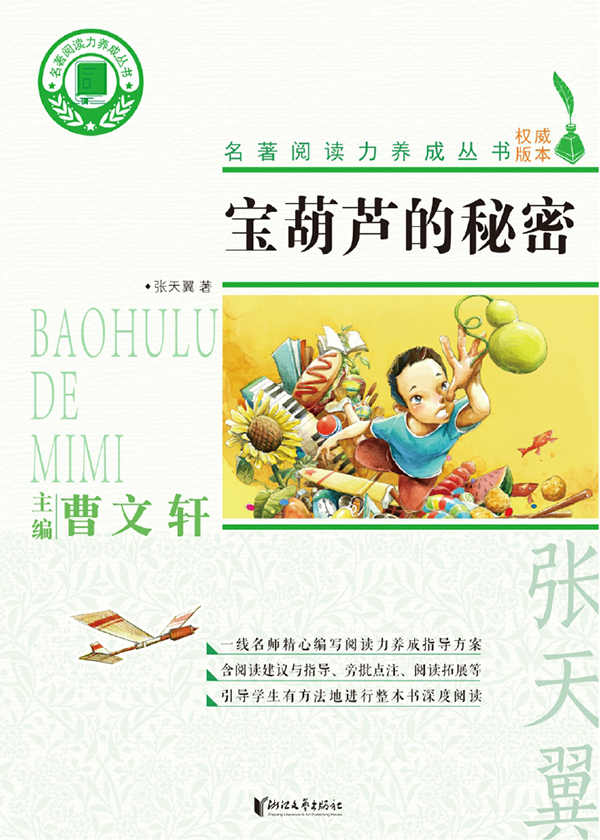 名著阅读力养成丛书
名著阅读力养成丛书
权威
版本
宝葫芦的秘密
张天翼 著
BAOHULU
DE
MIMI
主编
曹文轩
张天翼
一线名师精心编写阅读力养成指导方案
含阅读建议与指导、旁批点注、阅读拓展等
引导学生有方法地进行整本书深度阅读
浙江文艺出版社
Zhejiang Literature & Art Publishing House